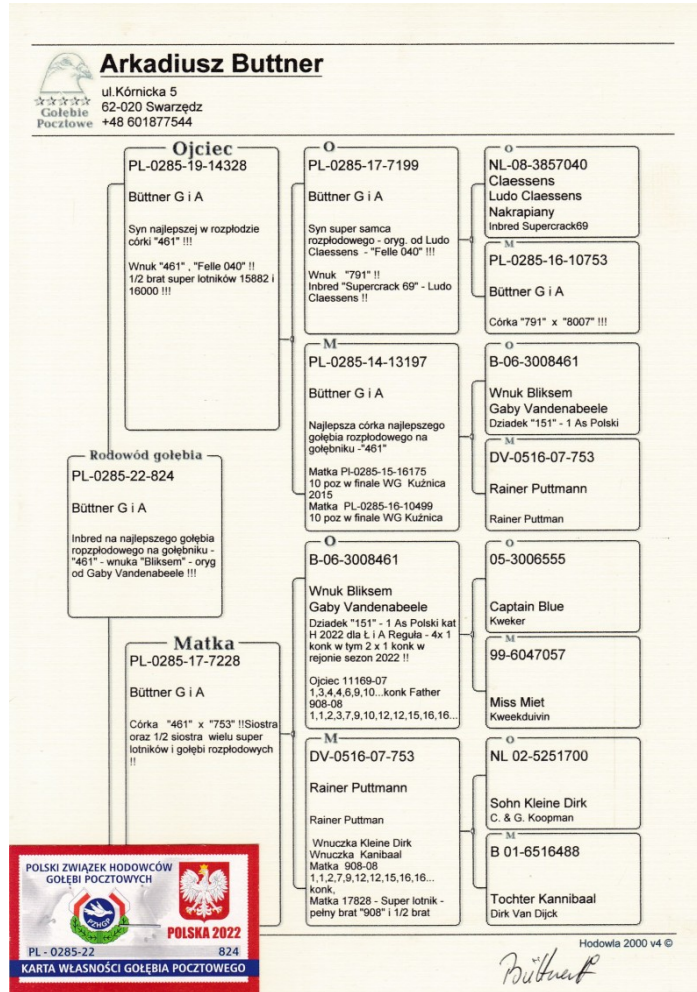 Arkadiusz Buttner
ul.Kórnicka 5
62-020 Swarzędz
+48 601877544
Gołębie
Pocztowe
Ojciec
PL-0285-19-14328
Büttner G i A
Syn najlepszej w rozpłodzie
córki "461" !!!
Wnuk "461" , "Felle 040" !!
1/2 brat super lotników 15882 i
16000 !!!
O
PL-0285-17-7199
Büttner G i A
Syn super samca
rozpłodowego - oryg. od Ludo
Claessens - "Felle 040" !!!
Wnuk "791" !!
Inbred "Supercrack 69" - Ludo
Claessens !!
O
NL-08-3857040
Claessens
Ludo Claessens
Nakrapiany
Inbred Supercrack69
M
PL-0285-16-10753
Büttner G i A
Córka "791" x "8007" !!!
M
PL-0285-14-13197
Büttner G i A
Najlepsza córka najlepszego
gołębia rozpłodowego na
gołębniku -"461"
Matka Pl-0285-15-16175
10 poz w finale WG Kuźnica
2015
Matka PL-0285-16-10499
10 poz w finale WG Kuźnica
O
B-06-3008461
Wnuk Bliksem
Gaby Vandenabeele
Dziadek "151" - 1 As Polski
M
DV-0516-07-753
Rainer Puttmann
Rainer Puttman
Rodowód gołębia
PL-0285-22-824
Büttner G i A
Inbred na najlepszego gołębia
ropzpłodowego na gołębniku -
"461" - wnuka "Bliksem" - oryg
od Gaby Vandenabeele !!!
Matka
PL-0285-17-7228
Büttner G i A
Córka "461" x "753" !!Siostra
oraz 1/2 siostra wielu super
lotników i gołębi rozpłodowych
!!
O
B-06-3008461
Wnuk Bliksem
Gaby Vandenabeele
Dziadek "151" - 1 As Polski kat
H 2022 dla Ł i A Reguła - 4x 1
konk w tym 2 x 1 konk w
rejonie sezon 2022 !!
Ojciec 11169-07
1,3,4,4,6,9,10...konk Father
908-08
1,1,2,3,7,9,10,12,12,15,16,16...
O
05-3006555
Captain Blue
Kweker
M
99-6047057
Miss Miet
Kweekduivin
M
DV-0516-07-753
Rainer Puttmann
Rainer Puttman
Wnuczka Kleine Dirk
Wnuczka Kanibaal
Matka 908-08
1,1,2,7,9,12,12,15,16,16...
konk,
Matka 17828 - Super lotnik -
pełny brat "908" i 1/2 brat
O
NL 02-5251700
Sohn Kleine Dirk
C. & G. Koopman
M
B 01-6516488
Tochter Kannibaal
Dirk Van Dijck
POLSKI ZWIĄZEK HODOWCÓW
GOŁĘBI POCZTOWYCH
PZHGP
POLSKA 2022
PL - 0285-22 824
KARTA WŁASNOŚCI GOŁĘBIA POCZTOWEGO
Hodowla 2000 v4 ©
Büttner